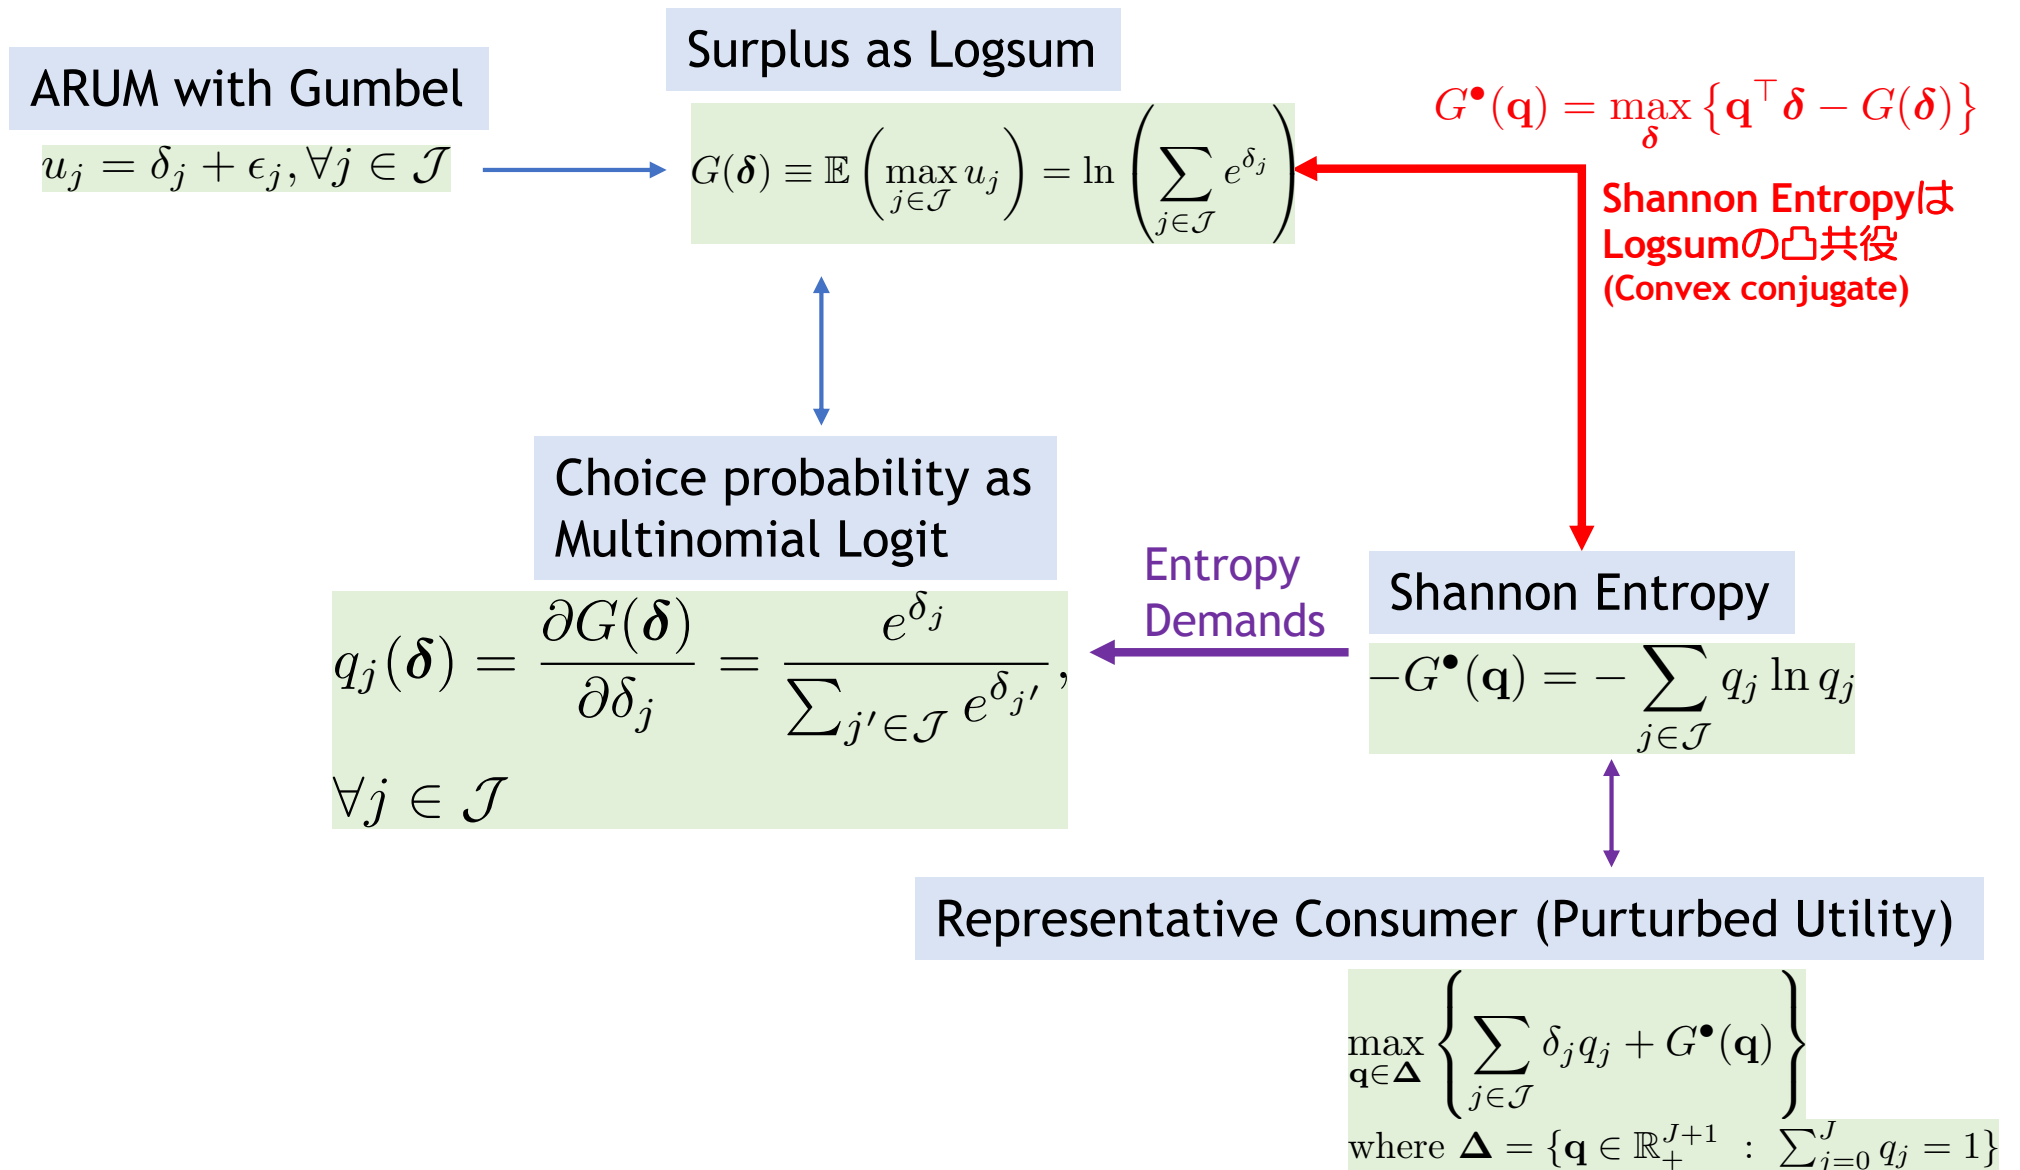 ARUM with Gumbel
u_j = δ_j + ϵ_j, ∀j ∈ 𝒥
Surplus as Logsum
G(𝜹) ≡ 𝔼 ( max_{j∈𝒥} u_j ) = ln ( ∑_{j∈𝒥} e^{δ_j} )
G^•(𝐪) = max_𝜹 { 𝐪^⊤ 𝜹 − G(𝜹) }
Shannon Entropyは
Logsumの凸共役
(Convex conjugate)
Choice probability as
Multinomial Logit
q_j(𝜹) = ∂G(𝜹) / ∂δ_j = e^{δ_j} / ∑_{j′∈𝒥} e^{δ_{j′}},
∀j ∈ 𝒥
Entropy
Demands
Shannon Entropy
−G^•(𝐪) = − ∑_{j∈𝒥} q_j ln q_j
Representative Consumer (Purturbed Utility)
max_{𝐪∈𝚫} { ∑_{j∈𝒥} δ_j q_j + G^•(𝐪) }
where 𝚫 = {𝐪 ∈ ℝ_+^{J+1} : ∑_{j=0}^J q_j = 1}